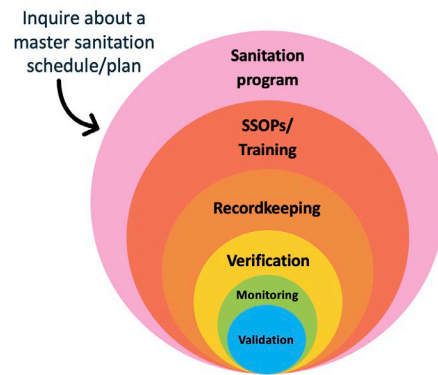 Inquire about a
master sanitation
schedule/plan
Sanitation
program
SSOPs/
Training
Recordkeeping
Verification
Monitoring
Validation